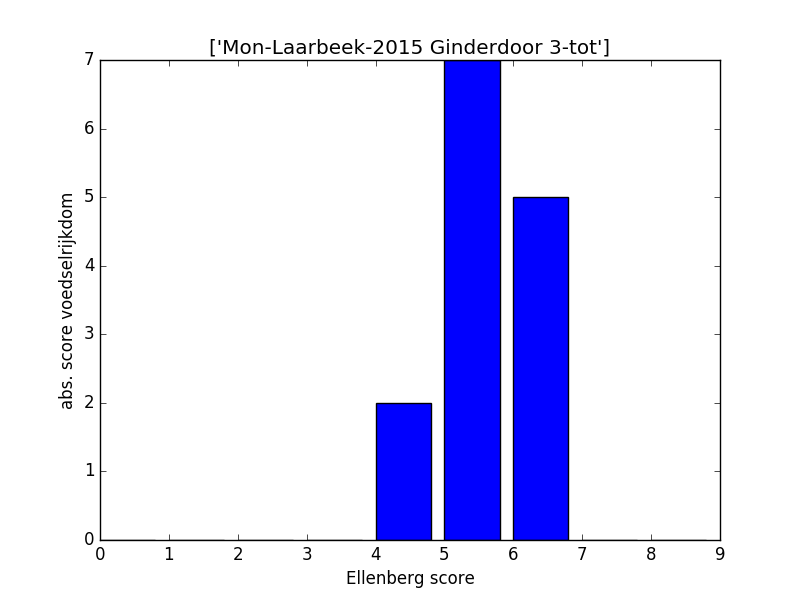 ['Mon-Laarbeek-2015 Ginderdoor 3-tot']
7
6
5
4
3
2
1
0
abs. score voedselrijkdom
0 1 2 3 4 5 6 7 8 9
Ellenberg score